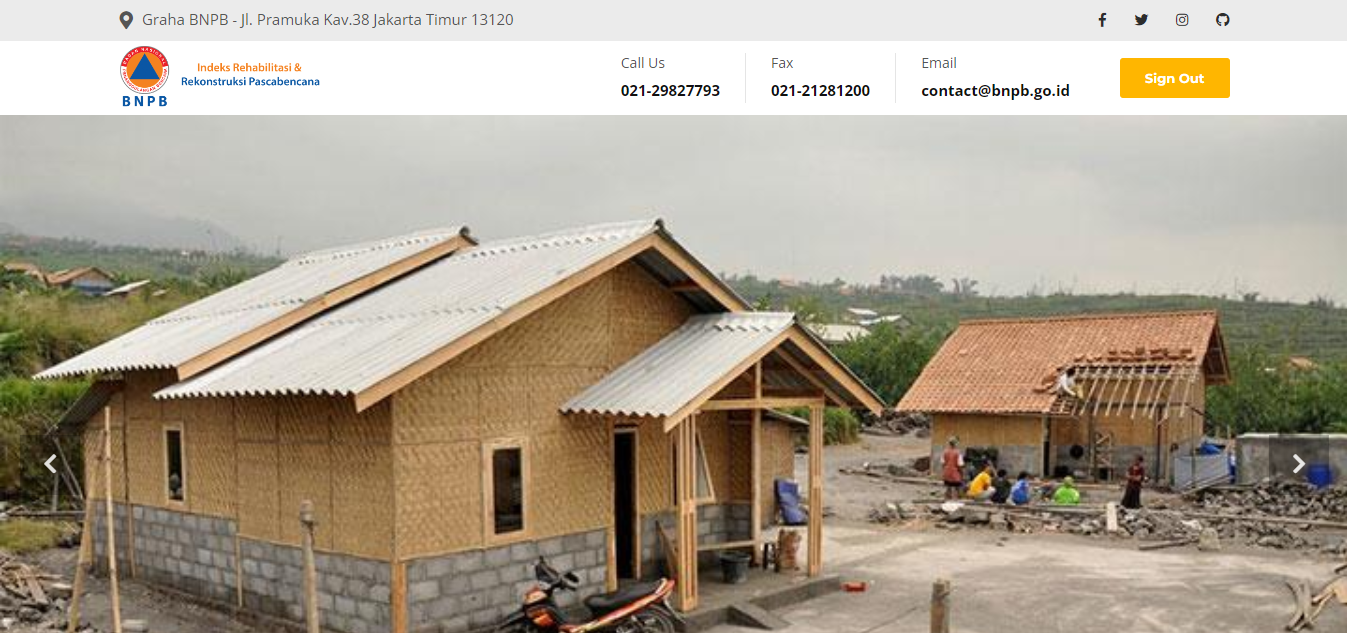 Graha BNPB - Jl. Pramuka Kav.38 Jakarta Timur 13120
BNPB
Indeks Rehabilitasi &
Rekonstruksi Pascabencana
Call Us
021-29827793
Fax
021-21281200
Email
contact@bnpb.go.id
Sign Out